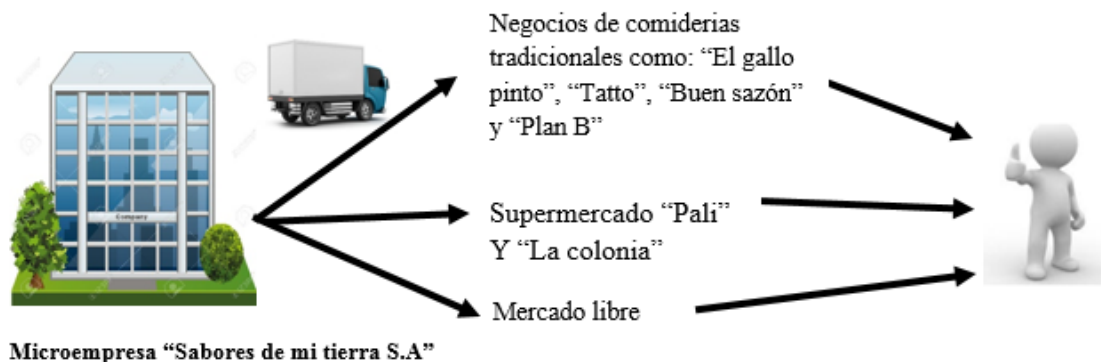 Negocios de comiderias
tradicionales como: “El gallo
pinto”, “Tatto”, “Buen sazón”
y “Plan B”
Company
Supermercado “Pali”
Y “La colonia”
Mercado libre
Microempresa “Sabores de mi tierra S.A”